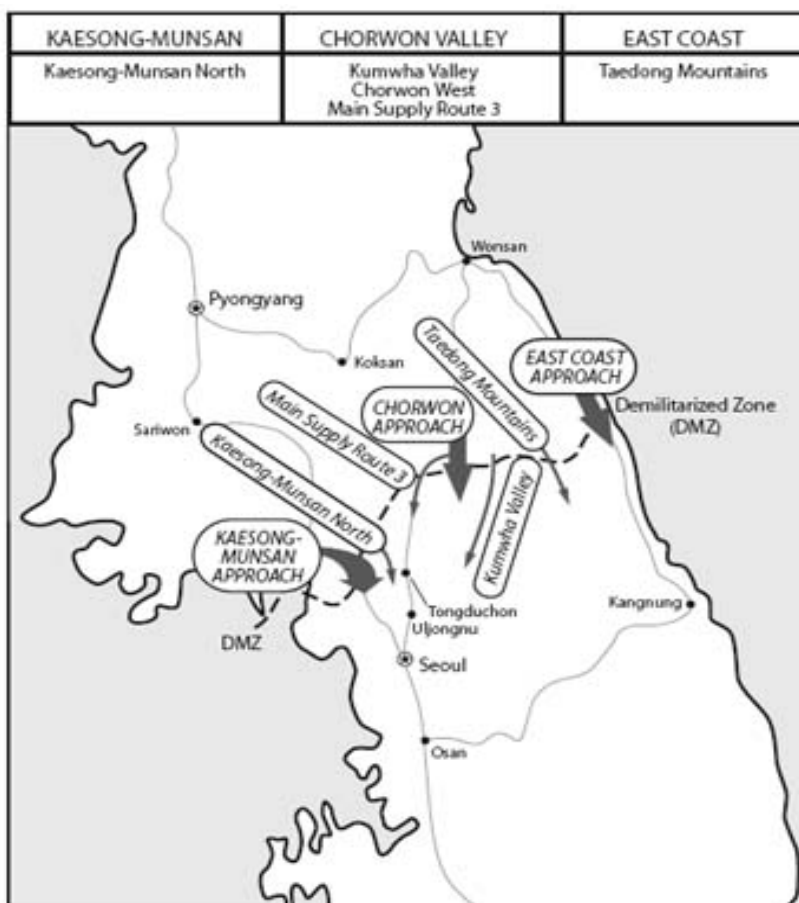 KAESONG-MUNSAN
CHORWON VALLEY
EAST COAST
Kaesong-Munsan North
Kumwha Valley
Chorwon West
Main Supply Route 3
Taedong Mountains
Wonsan
Pyongyang
Koksan
Taedong Mountains
EAST COAST
APPROACH
Demilitarized Zone
(DMZ)
Sariwon
Main Supply Route 3
CHORWON
APPROACH
Kaesong-Munsan North
Kumwha Valley
KAESONG-
MUNSAN
APPROACH
DMZ
Tongduchon
Uljongnu
Kangnung
Seoul
Osan